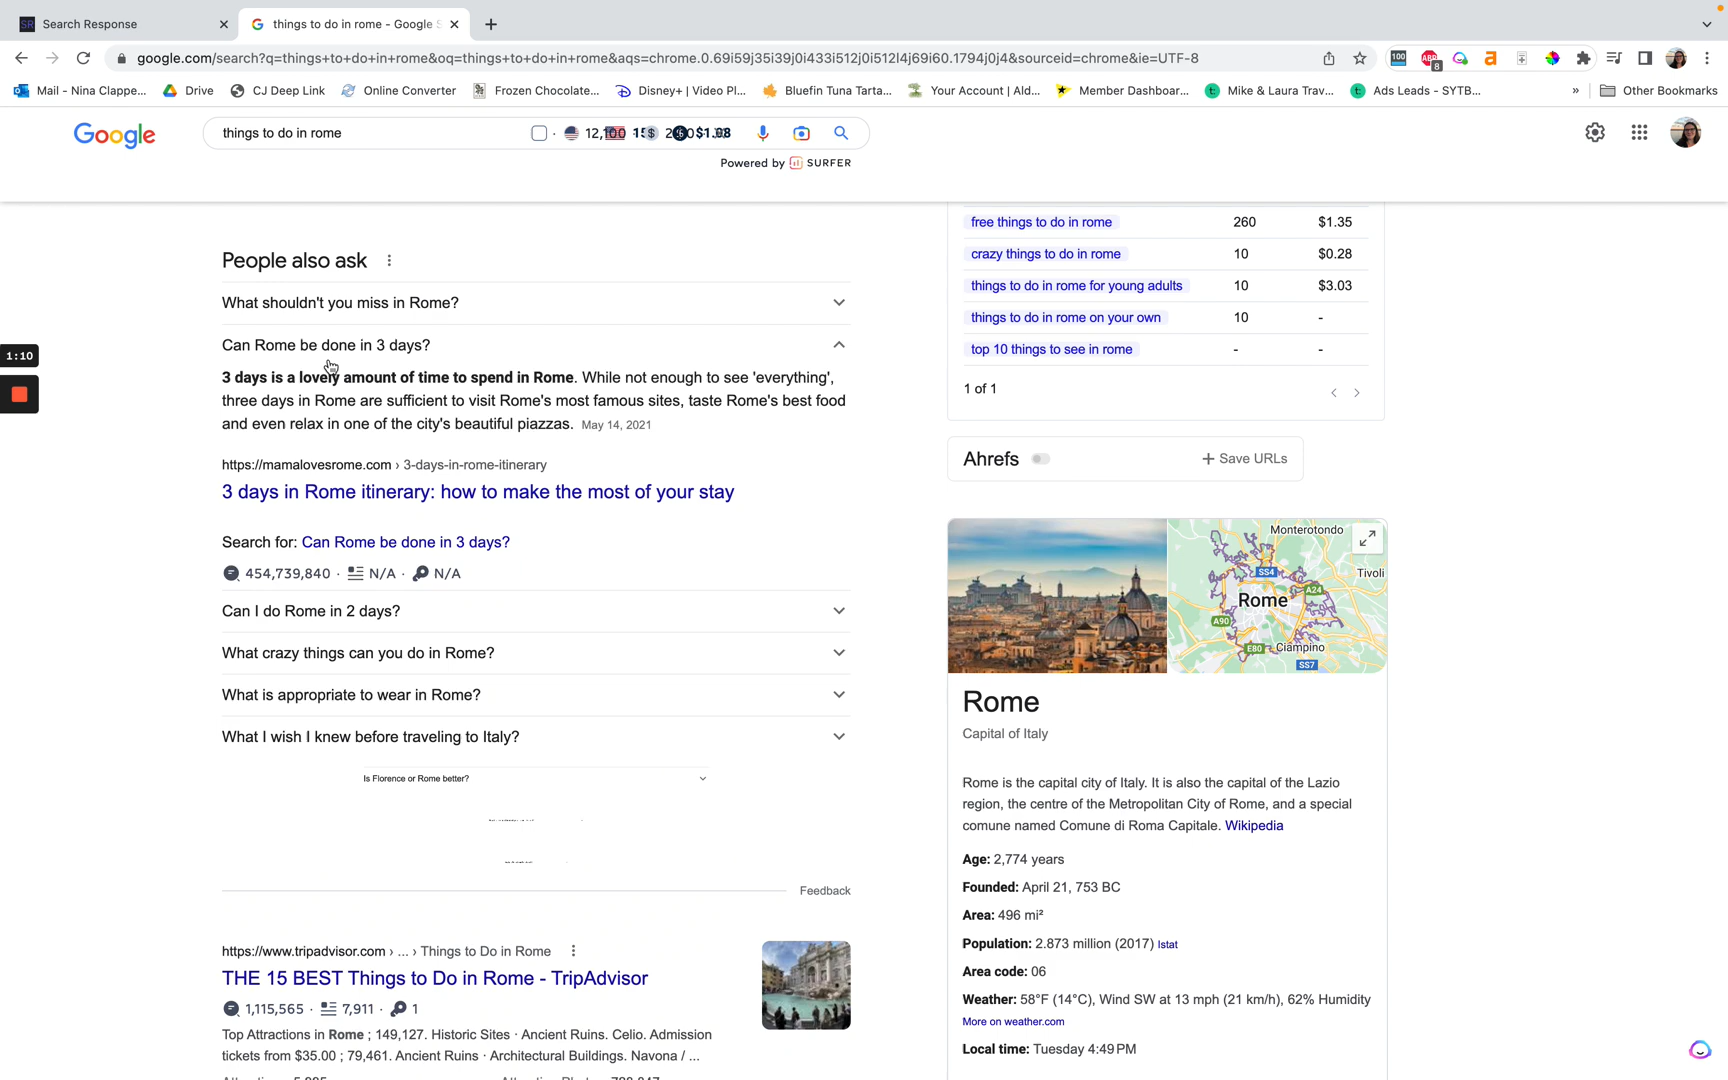 Search Response
things to do in rome - Google S
google.com/search?q=things+to+do+in+rome&oq=things+to+do+in+rome&aqs=chrome.0.69i59j35i39j0i433i512j0i512l4j69i60.1794j0j4&sourceid=chrome&ie=UTF-8
Mail - Nina Clappe... Drive CJ Deep Link Online Converter Frozen Chocolate... Disney+ | Video Pl... Bluefin Tuna Tarta... Your Account | Ald... Member Dashboar... Mike & Laura Trav... Ads Leads - SYTB... » Other Bookmarks
Google
things to do in rome
Powered by SURFER
1:10
People also ask
What shouldn't you miss in Rome?
Can Rome be done in 3 days?
3 days is a lovely amount of time to spend in Rome. While not enough to see 'everything',
three days in Rome are sufficient to visit Rome's most famous sites, taste Rome's best food
and even relax in one of the city's beautiful piazzas. May 14, 2021
https://mamalovesrome.com › 3-days-in-rome-itinerary
3 days in Rome itinerary: how to make the most of your stay
Search for: Can Rome be done in 3 days?
454,739,840 · N/A · N/A
Can I do Rome in 2 days?
What crazy things can you do in Rome?
What is appropriate to wear in Rome?
What I wish I knew before traveling to Italy?
Is Florence or Rome better?
Feedback
https://www.tripadvisor.com › ... › Things to Do in Rome
THE 15 BEST Things to Do in Rome - TripAdvisor
1,115,565 · 7,911 · 1
Top Attractions in Rome ; 149,127. Historic Sites · Ancient Ruins. Celio. Admission
tickets from $35.00 ; 79,461. Ancient Ruins · Architectural Buildings. Navona / ...
free things to do in rome 260 $1.35
crazy things to do in rome 10 $0.28
things to do in rome for young adults 10 $3.03
things to do in rome on your own 10 -
top 10 things to see in rome - -
1 of 1
Ahrefs + Save URLs
Monterotondo
SS4
Tivoli
A24
Rome
A90
E80
Ciampino
SS7
Rome
Capital of Italy
Rome is the capital city of Italy. It is also the capital of the Lazio
region, the centre of the Metropolitan City of Rome, and a special
comune named Comune di Roma Capitale. Wikipedia
Age: 2,774 years
Founded: April 21, 753 BC
Area: 496 mi²
Population: 2.873 million (2017) Istat
Area code: 06
Weather: 58°F (14°C), Wind SW at 13 mph (21 km/h), 62% Humidity
More on weather.com
Local time: Tuesday 4:49 PM